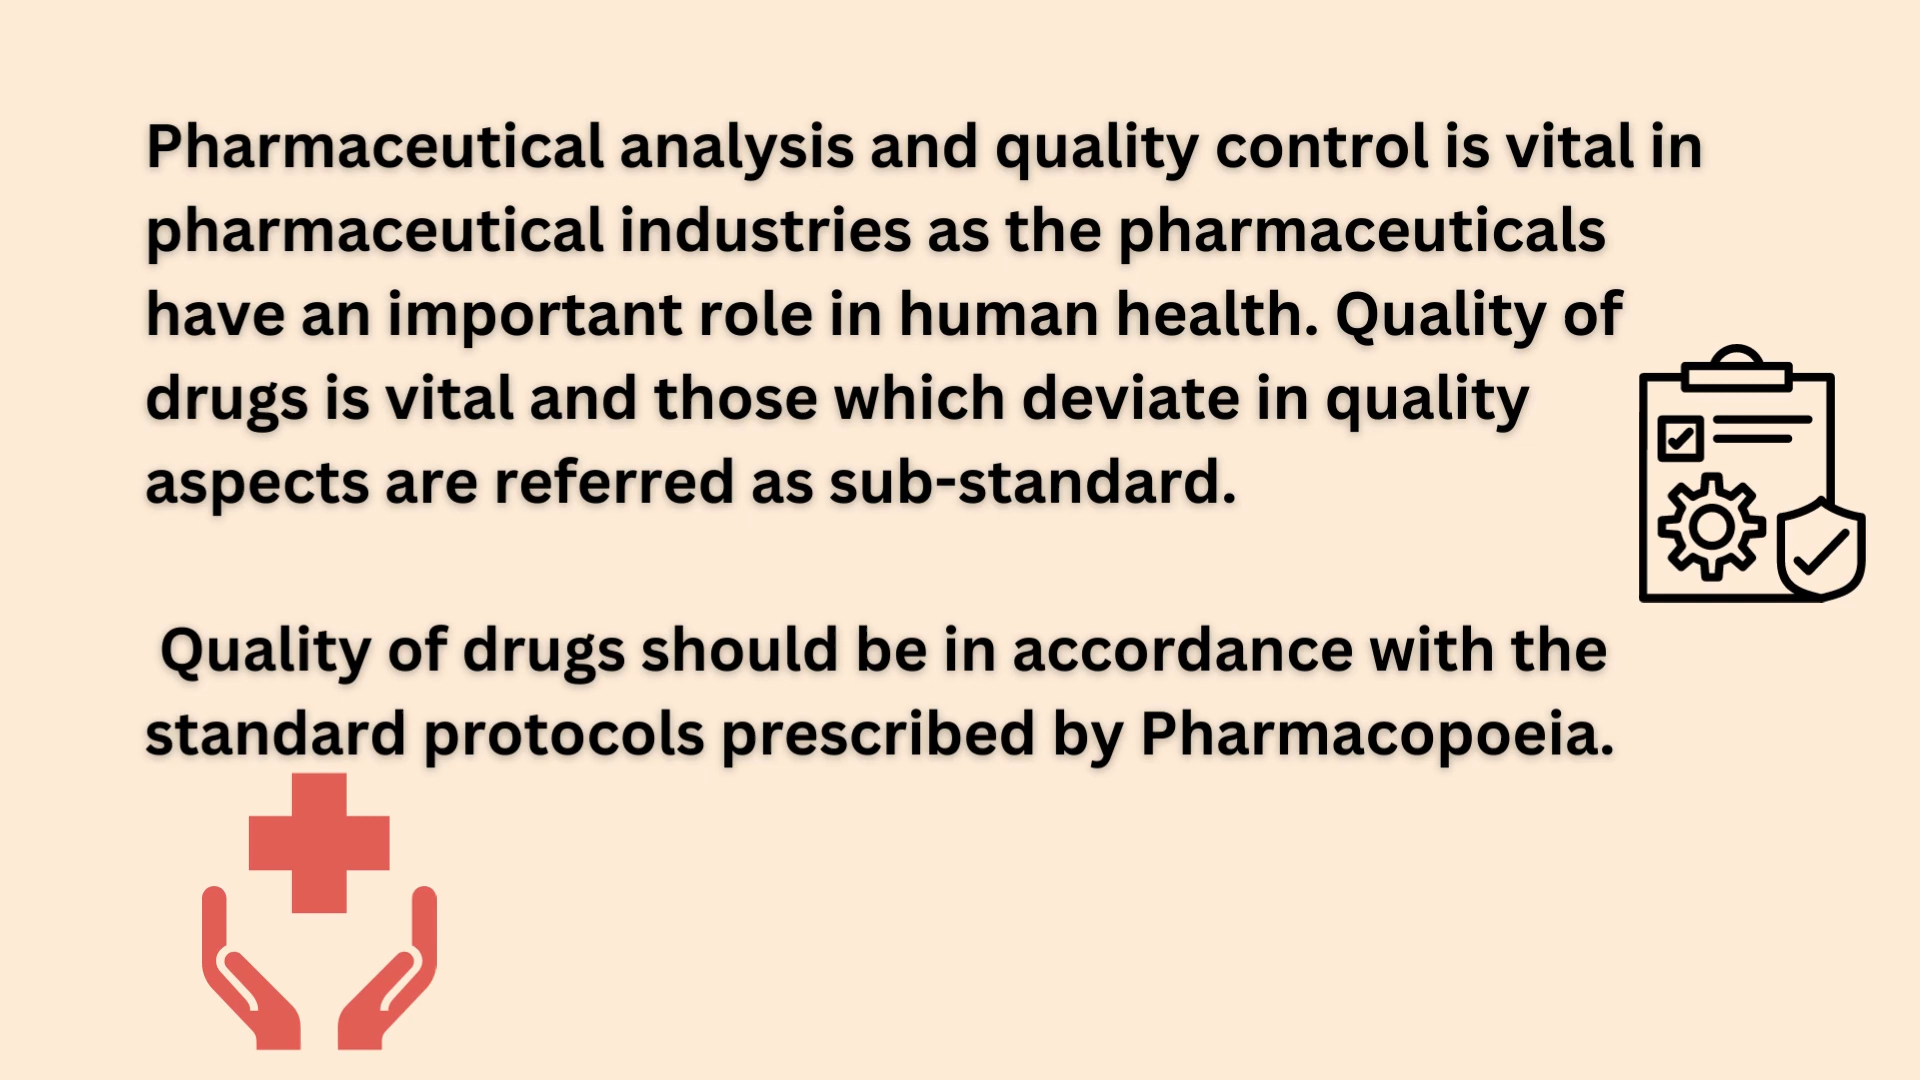 Pharmaceutical analysis and quality control is vital in
pharmaceutical industries as the pharmaceuticals
have an important role in human health. Quality of
drugs is vital and those which deviate in quality
aspects are referred as sub-standard.
Quality of drugs should be in accordance with the
standard protocols prescribed by Pharmacopoeia.